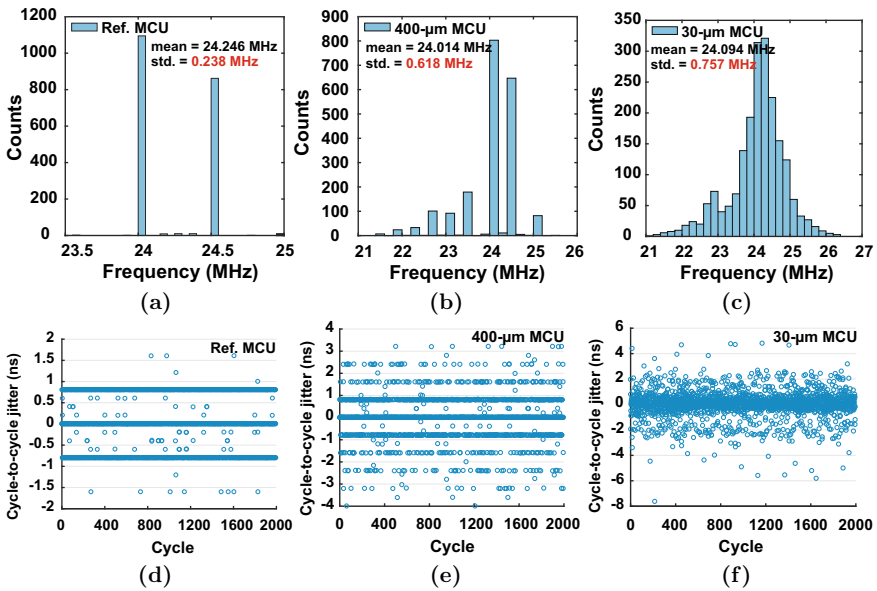 Ref. MCU
mean = 24.246 MHz
std. = 0.238 MHz
Counts
1200
1000
800
600
400
200
0
23.5 24 24.5 25
Frequency (MHz)
(a)
400-µm MCU
mean = 24.014 MHz
std. = 0.618 MHz
Counts
900
800
700
600
500
400
300
200
100
0
21 22 23 24 25 26
Frequency (MHz)
(b)
30-µm MCU
mean = 24.094 MHz
std. = 0.757 MHz
Counts
350
300
250
200
150
100
50
0
21 22 23 24 25 26 27
Frequency (MHz)
(c)
Ref. MCU
Cycle-to-cycle jitter (ns)
2
1.5
1
0.5
0
-0.5
-1
-1.5
-2
0 400 800 1200 1600 2000
Cycle
(d)
400-µm MCU
Cycle-to-cycle jitter (ns)
4
3
2
1
0
-1
-2
-3
-4
0 400 800 1200 1600 2000
Cycle
(e)
30-µm MCU
Cycle-to-cycle jitter (ns)
6
4
2
0
-2
-4
-6
-8
0 400 800 1200 1600 2000
Cycle
(f)